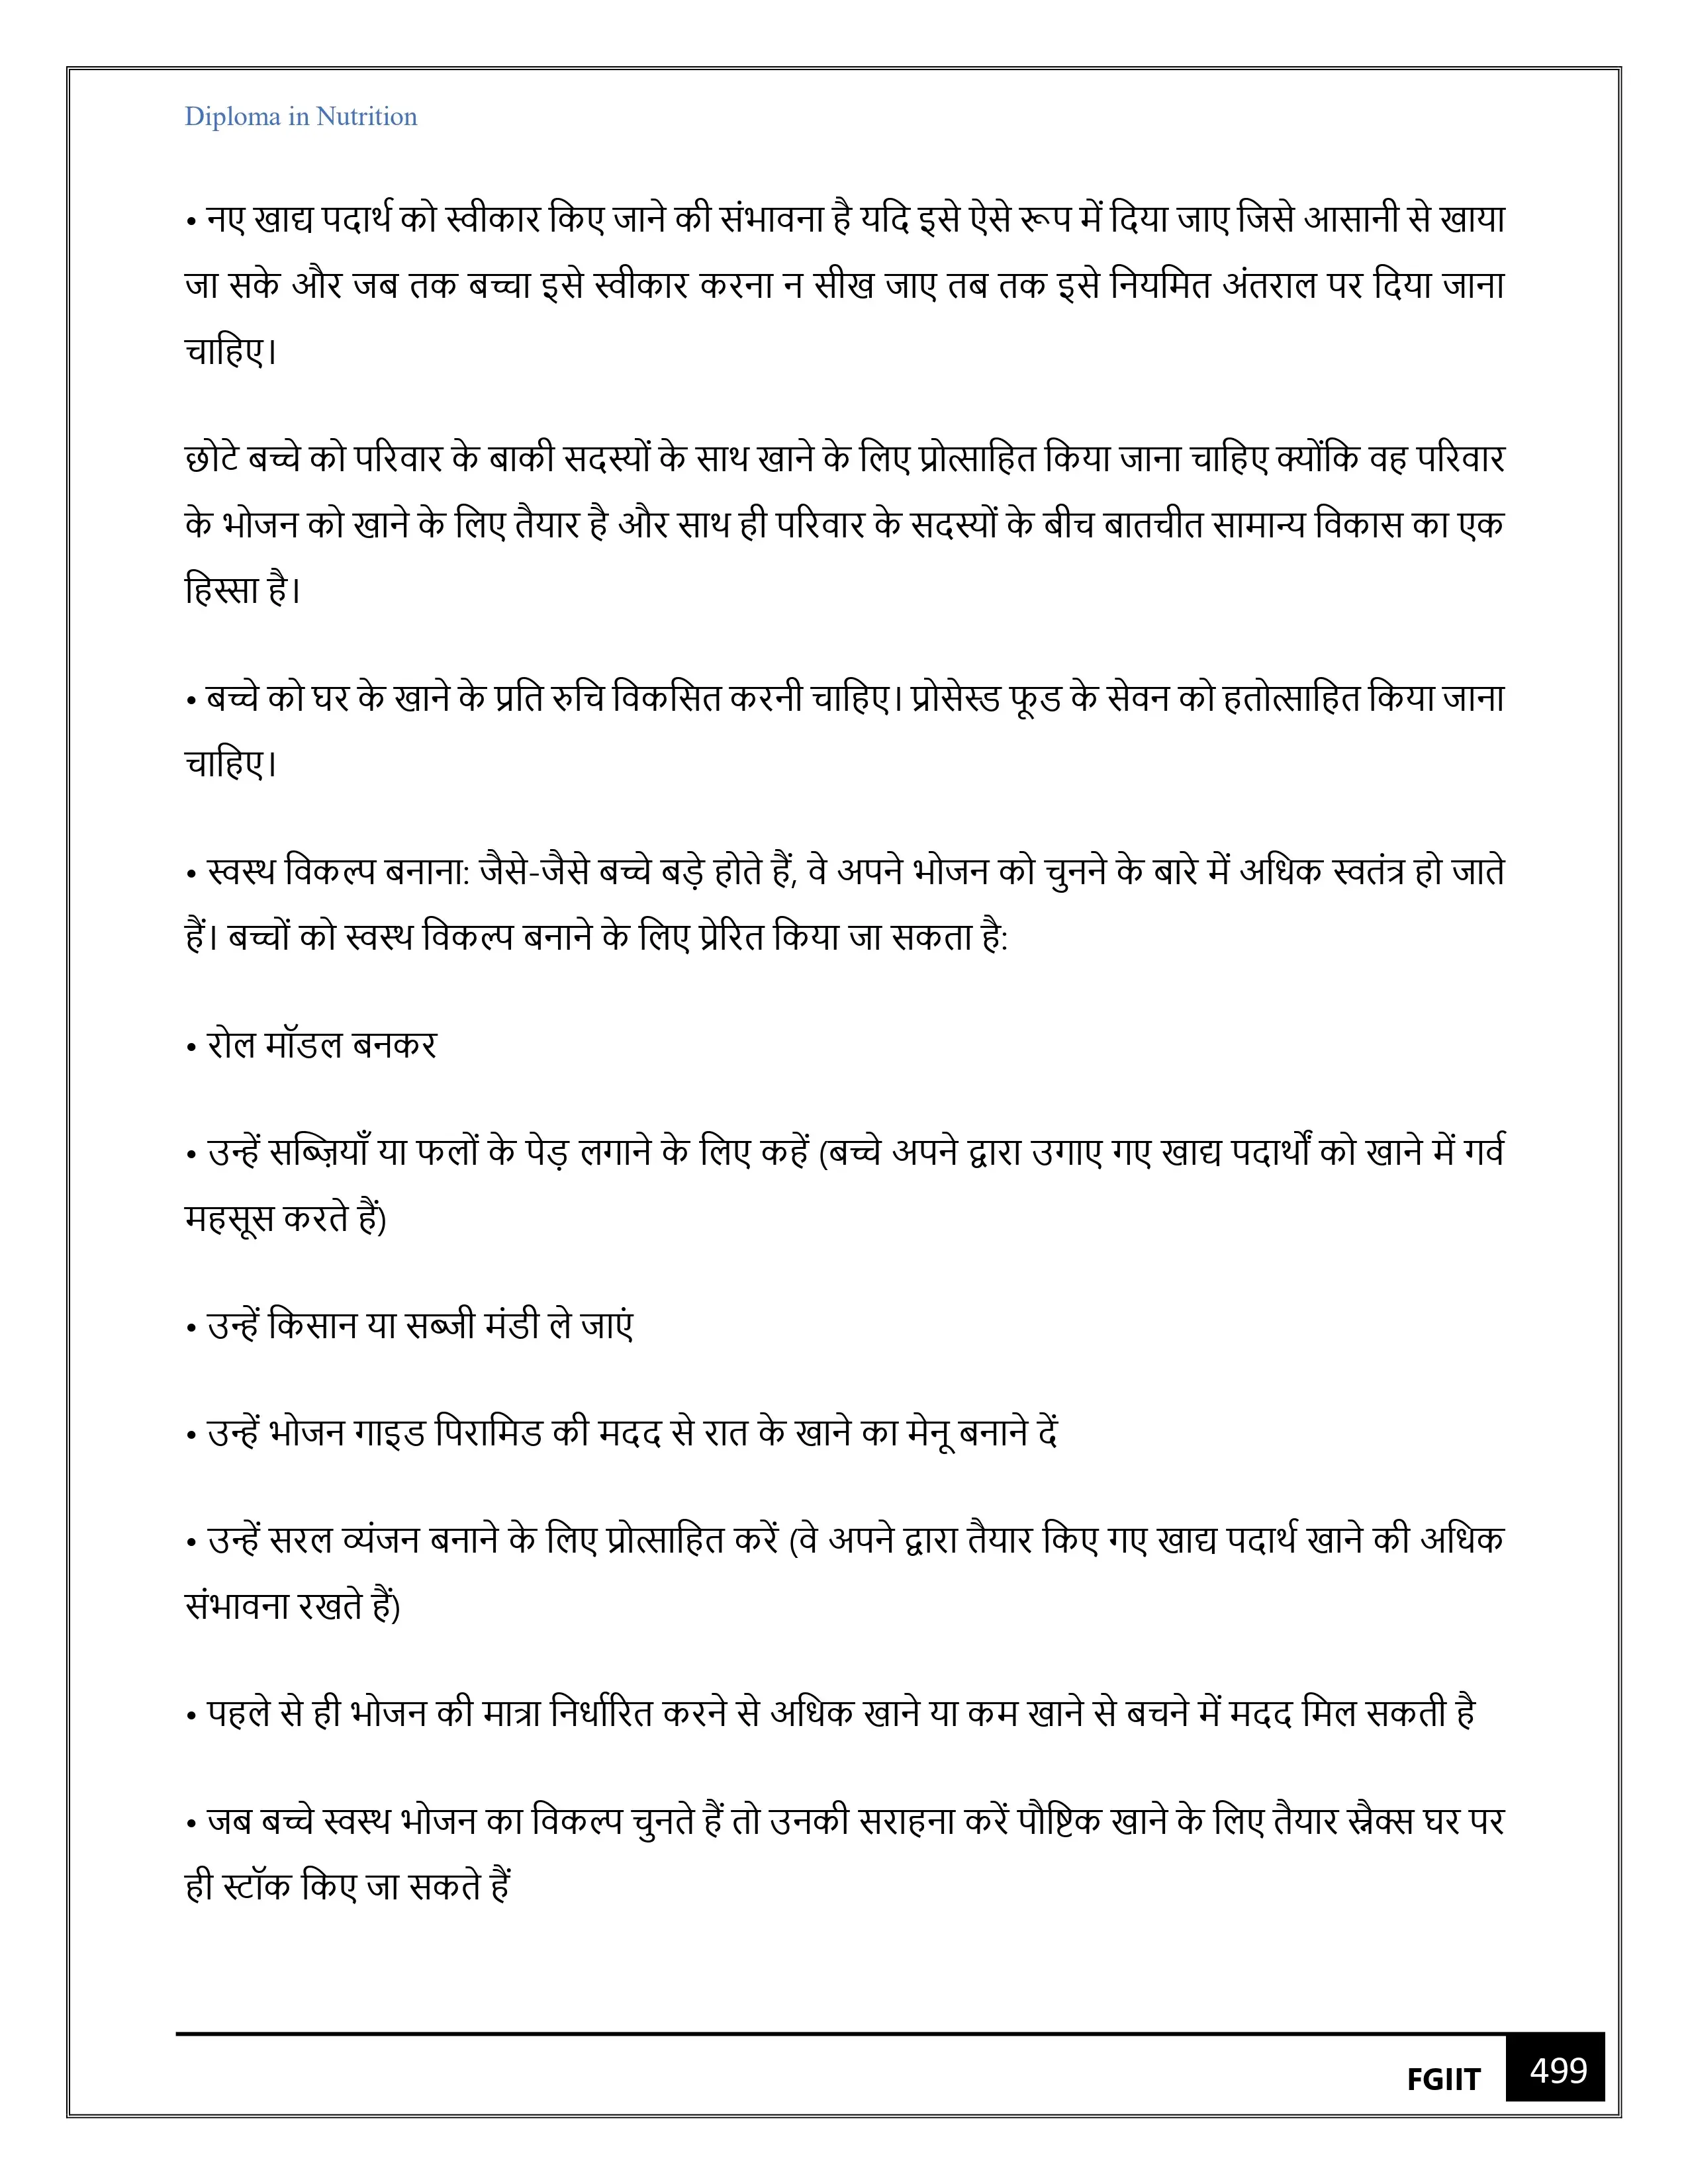 Diploma in Nutrition
• नए खाद्य पदार्थ को स्वीकार किए जाने की संभावना है यदि इसे ऐसे रूप में दिया जाए जिसे आसानी से खाया
जा सके और जब तक बच्चा इसे स्वीकार करना न सीख जाए तब तक इसे नियमित अंतराल पर दिया जाना
चाहिए।
छोटे बच्चे को परिवार के बाकी सदस्यों के साथ खाने के लिए प्रोत्साहित किया जाना चाहिए क्योंकि वह परिवार
के भोजन को खाने के लिए तैयार है और साथ ही परिवार के सदस्यों के बीच बातचीत सामान्य विकास का एक
हिस्सा है।
• बच्चे को घर के खाने के प्रति रुचि विकसित करनी चाहिए। प्रोसेस्ड फूड के सेवन को हतोत्साहित किया जाना
चाहिए।
• स्वस्थ विकल्प बनाना: जैसे-जैसे बच्चे बड़े होते हैं, वे अपने भोजन को चुनने के बारे में अधिक स्वतंत्र हो जाते
हैं। बच्चों को स्वस्थ विकल्प बनाने के लिए प्रेरित किया जा सकता है:
• रोल मॉडल बनकर
• उन्हें सब्ज़ियाँ या फलों के पेड़ लगाने के लिए कहें (बच्चे अपने द्वारा उगाए गए खाद्य पदार्थों को खाने में गर्व
महसूस करते हैं)
• उन्हें किसान या सब्जी मंडी ले जाएं
• उन्हें भोजन गाइड पिरामिड की मदद से रात के खाने का मेनू बनाने दें
• उन्हें सरल व्यंजन बनाने के लिए प्रोत्साहित करें (वे अपने द्वारा तैयार किए गए खाद्य पदार्थ खाने की अधिक
संभावना रखते हैं)
• पहले से ही भोजन की मात्रा निर्धारित करने से अधिक खाने या कम खाने से बचने में मदद मिल सकती है
• जब बच्चे स्वस्थ भोजन का विकल्प चुनते हैं तो उनकी सराहना करें पौष्टिक खाने के लिए तैयार स्नैक्स घर पर
ही स्टॉक किए जा सकते हैं
FGIIT 499